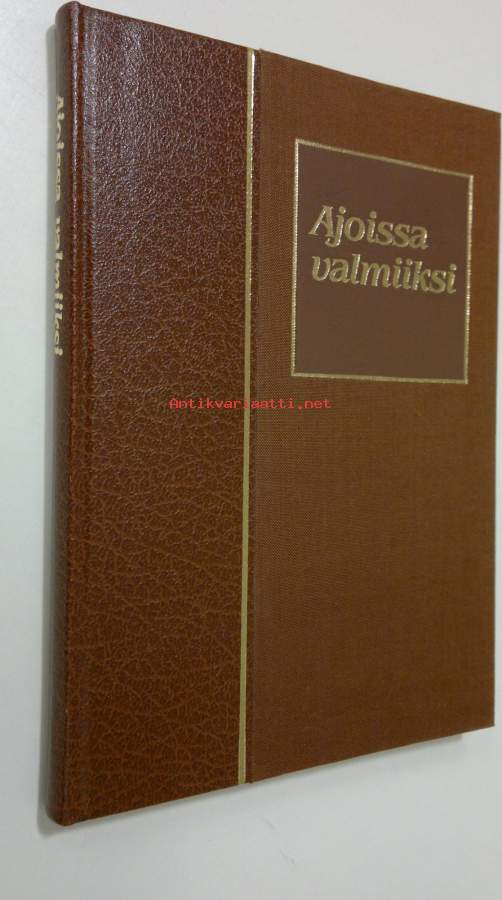 Ajoissa valmiiksi
Ajoissa
valmiiksi
Antikvariaatti.net